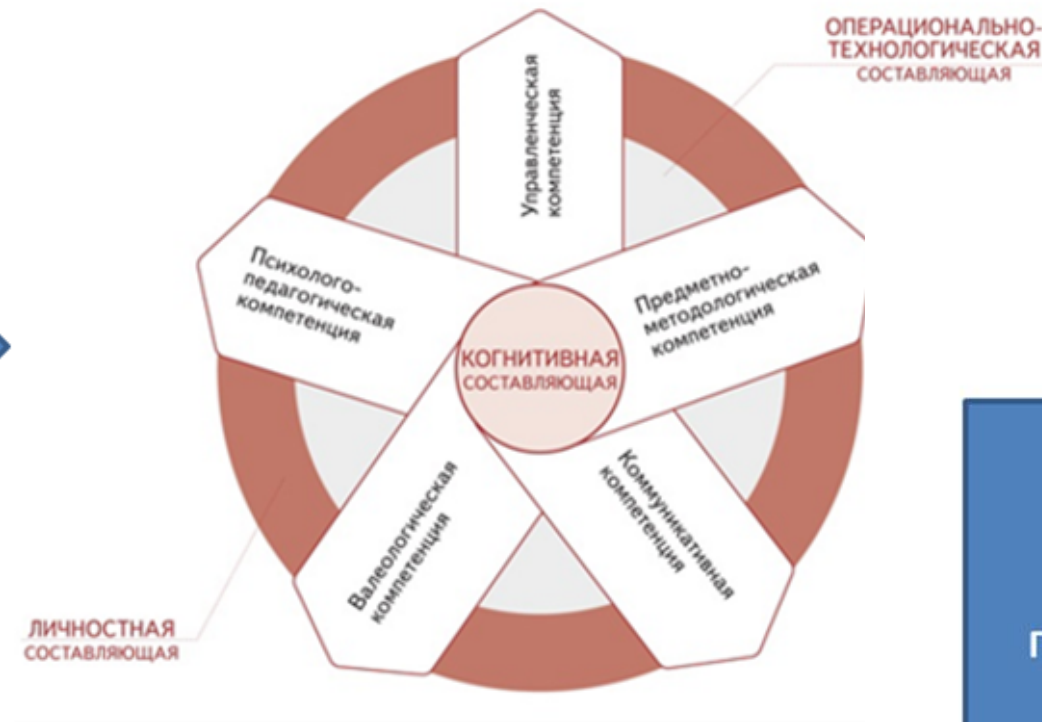 ОПЕРАЦИОНАЛЬНО-
ТЕХНОЛОГИЧЕСКАЯ
СОСТАВЛЯЮЩАЯ
Управленческая
компетенция
Психолого-
педагогическая
компетенция
Предметно-
методологическая
компетенция
КОГНИТИВНАЯ
СОСТАВЛЯЮЩАЯ
Валеологическая
компетенция
Коммуникативная
компетенция
ЛИЧНОСТНАЯ
СОСТАВЛЯЮЩАЯ